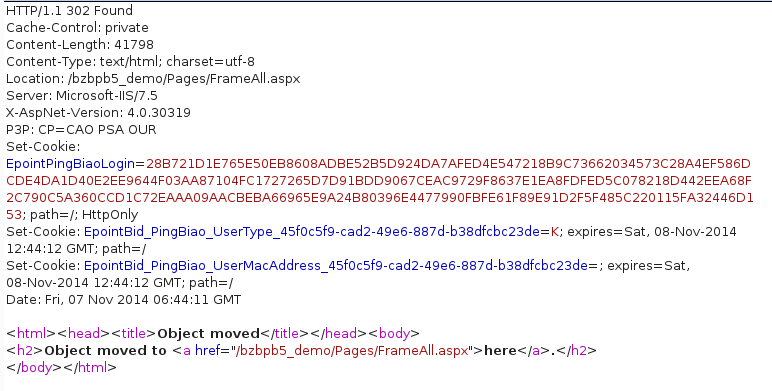 HTTP/1.1 302 Found
Cache-Control: private
Content-Length: 41798
Content-Type: text/html; charset=utf-8
Location: /bzbpb5_demo/Pages/FrameAll.aspx
Server: Microsoft-IIS/7.5
X-AspNet-Version: 4.0.30319
P3P: CP=CAO PSA OUR
Set-Cookie:
EpointPingBiaoLogin=28B721D1E765E50EB8608ADBE52B5D924DA7AFED4E547218B9C73662034573C28A4EF586D
CDE4DA1D40E2EE9644F03AA87104FC1727265D7D91BDD9067CEAC9729F8637E1EA8FDFED5C078218D442EEA68F
2C790C5A360CCD1C72EAAA09AACBEBA66965E9A24B80396E4477990FBFE61F89E91D2F5F485C220115FA32446D1
53; path=/; HttpOnly
Set-Cookie: EpointBid_PingBiao_UserType_45f0c5f9-cad2-49e6-887d-b38dfcbc23de=K; expires=Sat, 08-Nov-2014
12:44:12 GMT; path=/
Set-Cookie: EpointBid_PingBiao_UserMacAddress_45f0c5f9-cad2-49e6-887d-b38dfcbc23de=; expires=Sat,
08-Nov-2014 12:44:12 GMT; path=/
Date: Fri, 07 Nov 2014 06:44:11 GMT
<html><head><title>Object moved</title></head><body>
<h2>Object moved to <a href="/bzbpb5_demo/Pages/FrameAll.aspx">here</a>.</h2>
</body></html>